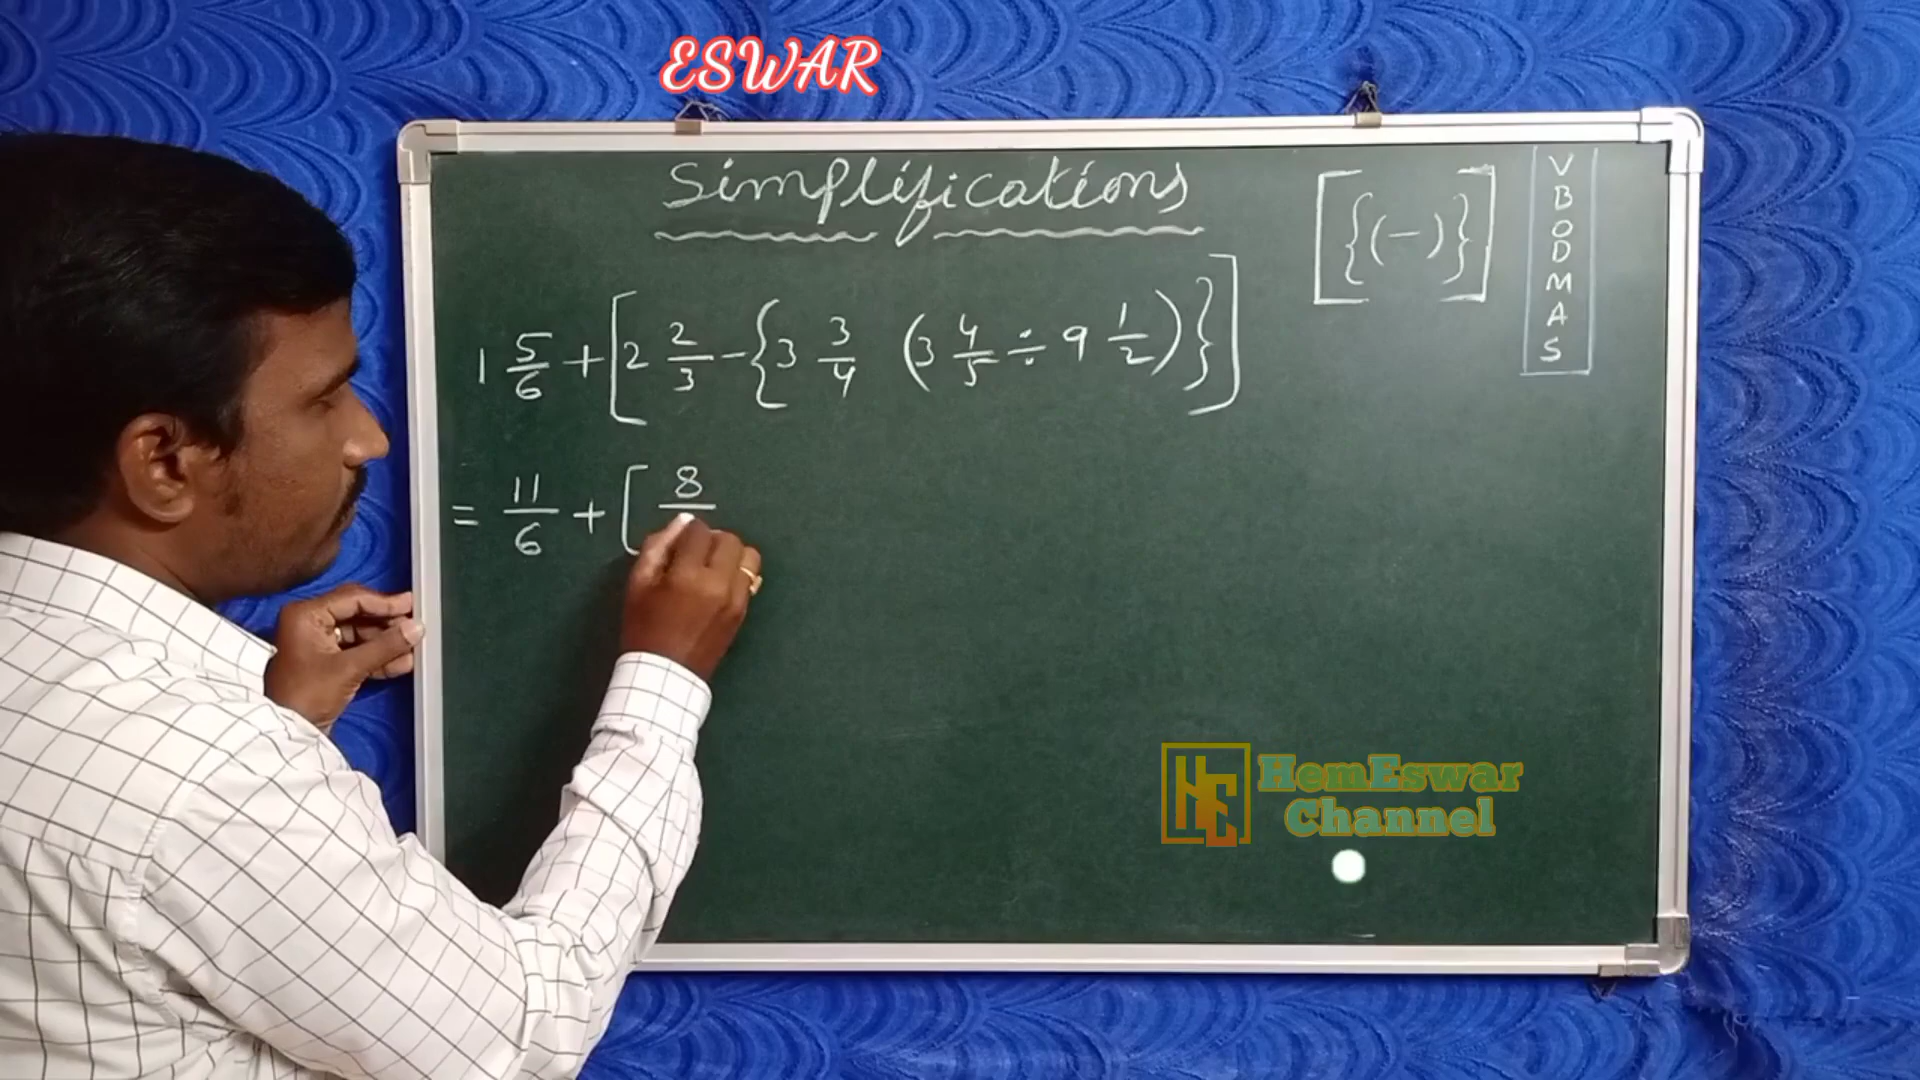 ESWAR
Simplifications
[{(-)}]
V
B
O
D
M
A
S
1 5/6 + [2 2/3 - {3 3/4 (3 4/5 ÷ 9 1/2)}]
= 11/6 + [ 8/
HE
HemEswar
Channel